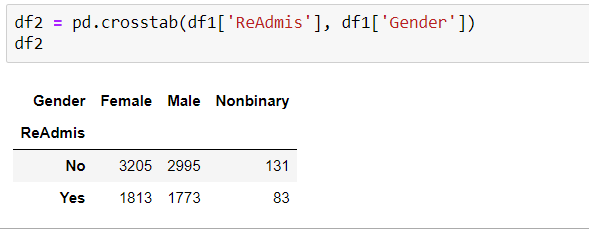 df2 = pd.crosstab(df1['ReAdmis'], df1['Gender'])
df2
Gender Female Male Nonbinary
ReAdmis
No 3205 2995 131
Yes 1813 1773 83